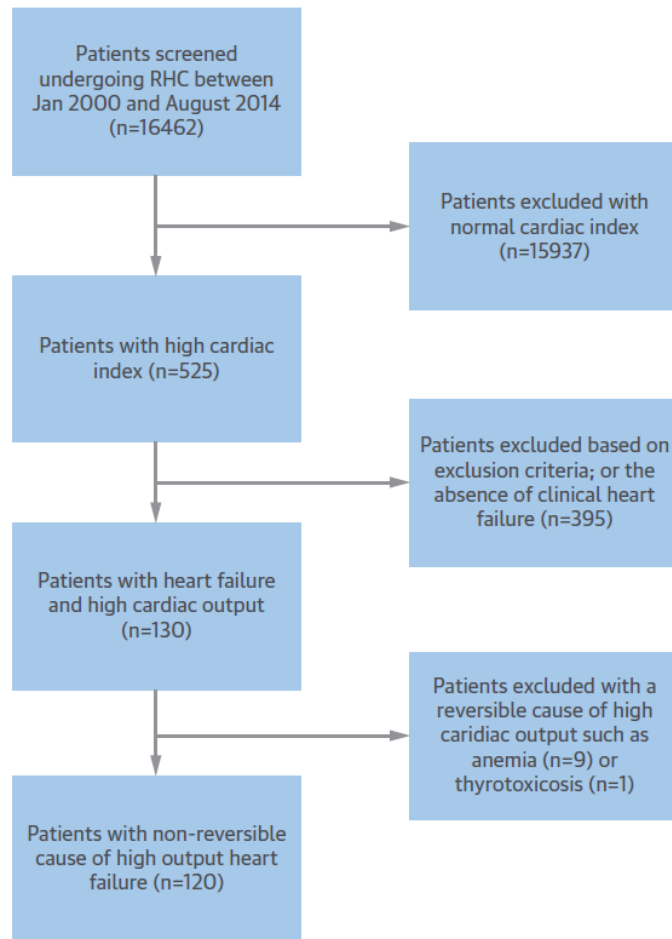 Patients screened
undergoing RHC between
Jan 2000 and August 2014
(n=16462)
Patients excluded with
normal cardiac index
(n=15937)
Patients with high cardiac
index (n=525)
Patients excluded based on
exclusion criteria; or the
absence of clinical heart
failure (n=395)
Patients with heart failure
and high cardiac output
(n=130)
Patients excluded with a
reversible cause of high
caridiac output such as
anemia (n=9) or
thyrotoxicosis (n=1)
Patients with non-reversible
cause of high output heart
failure (n=120)